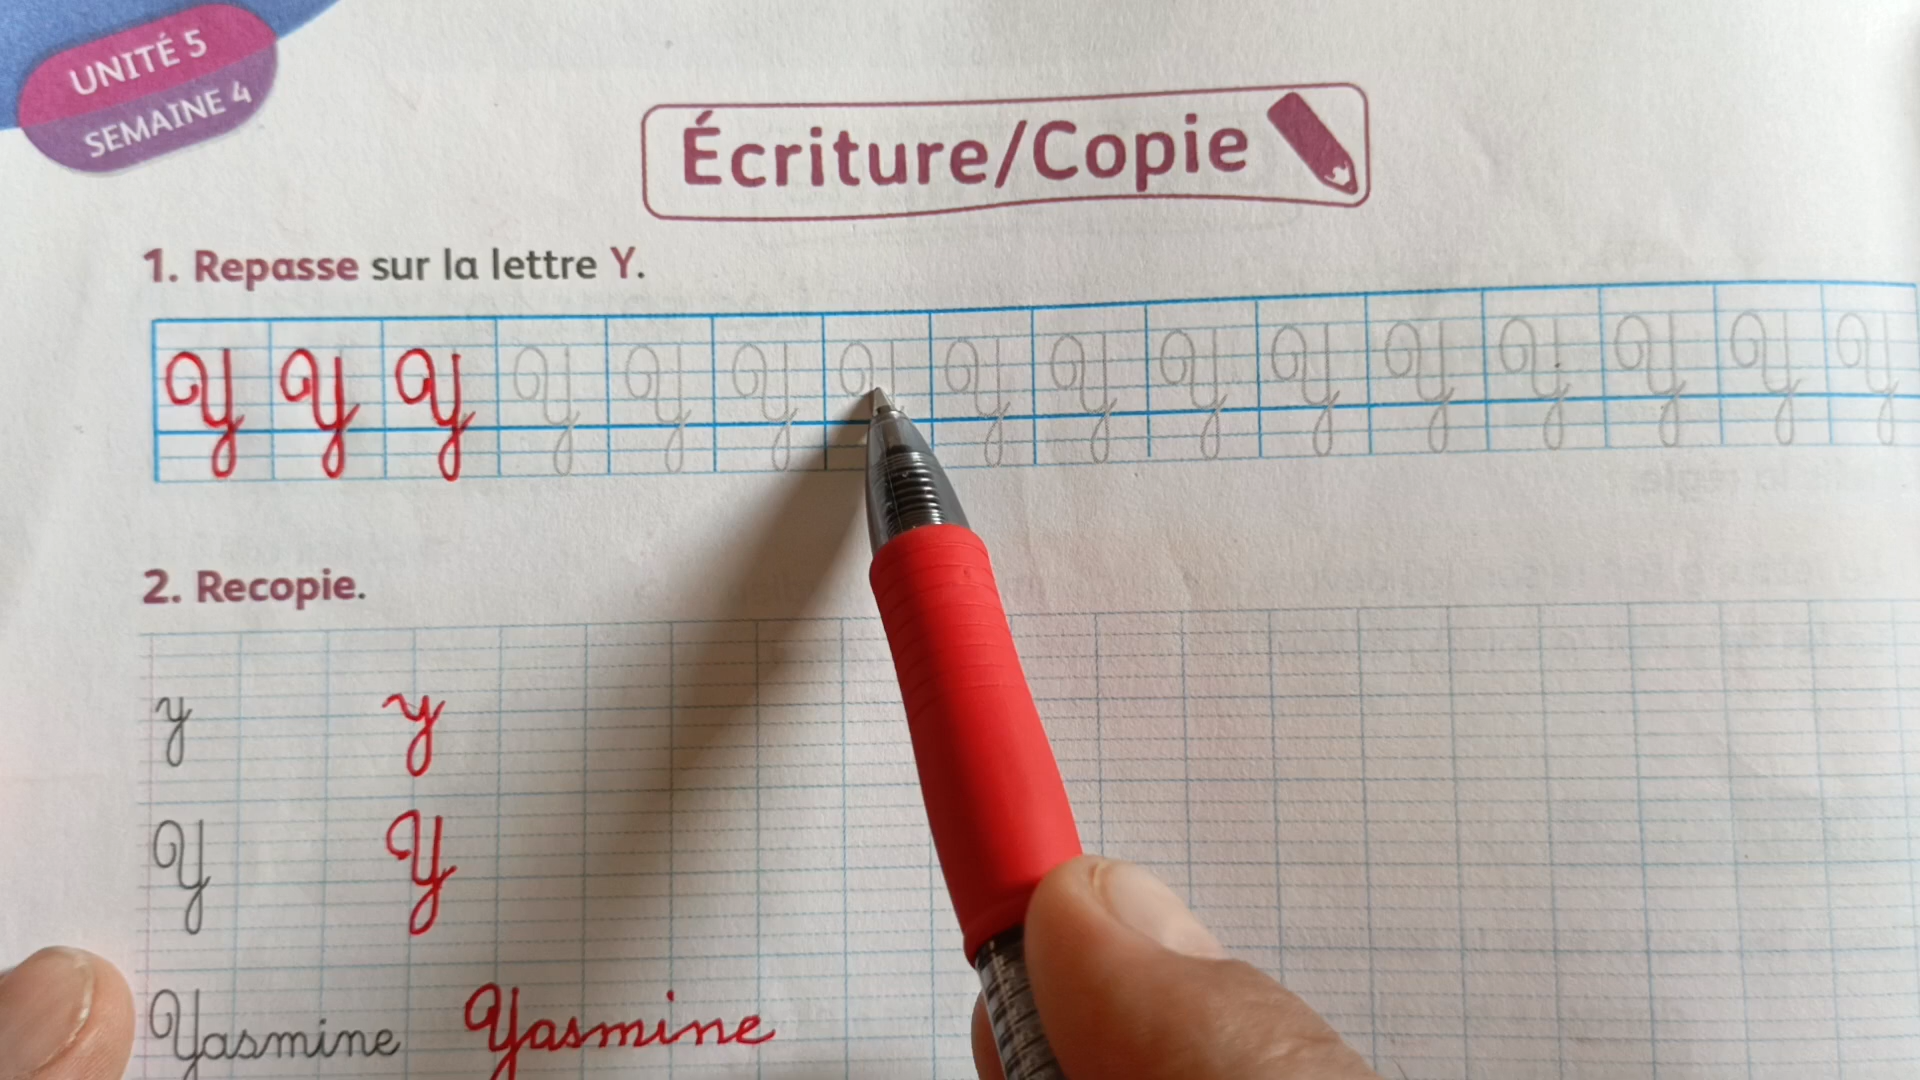 UNITÉ 5
SEMAINE 4
Écriture/Copie
1. Repasse sur la lettre Y.
Y Y Y Y Y Y Y Y Y Y Y Y Y Y Y Y
2. Recopie.
y y
Y Y
Yasmine Yasmine